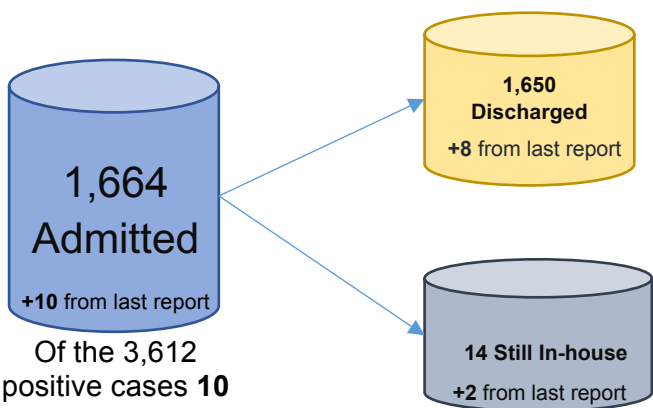 1,664
Admitted
+10 from last report
Of the 3,612
positive cases 10
1,650
Discharged
+8 from last report
14 Still In-house
+2 from last report